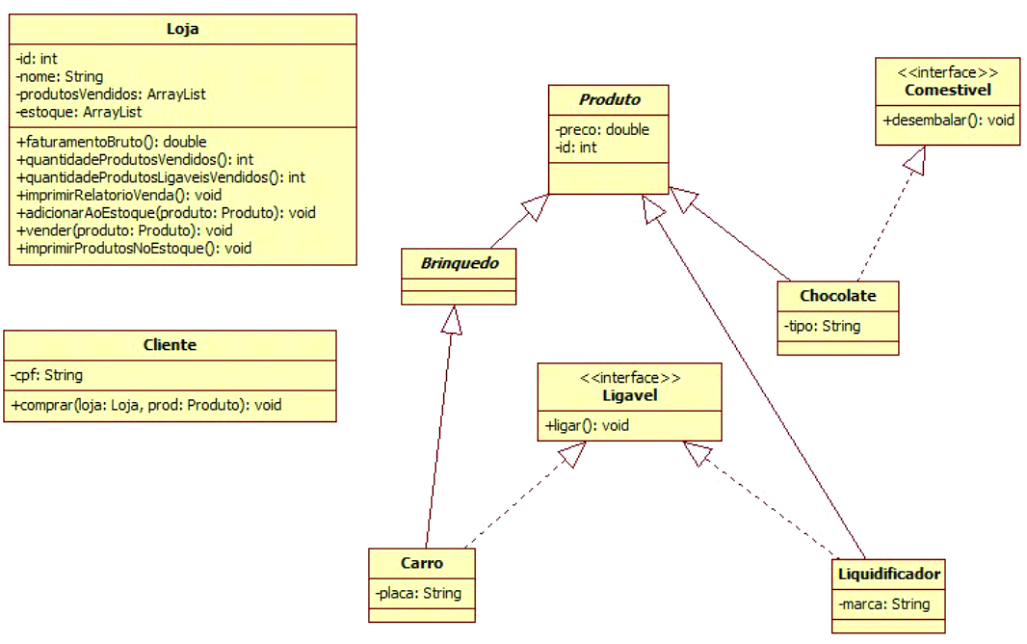 Loja
-id: int
-nome: String
-produtosVendidos: ArrayList
-estoque: ArrayList
+faturamentoBruto(): double
+quantidadeProdutosVendidos(): int
+quantidadeProdutosLigaveisVendidos(): int
+imprimirRelatorioVenda(): void
+adicionarAoEstoque(produto: Produto): void
+vender(produto: Produto): void
+imprimirProdutosNoEstoque(): void
Cliente
-cpf: String
+comprar(loja: Loja, prod: Produto): void
Produto
-preco: double
-id: int
<<interface>>
Comestivel
+desembalar(): void
Brinquedo
Chocolate
-tipo: String
<<interface>>
Ligavel
+ligar(): void
Carro
-placa: String
Liquidificador
-marca: String